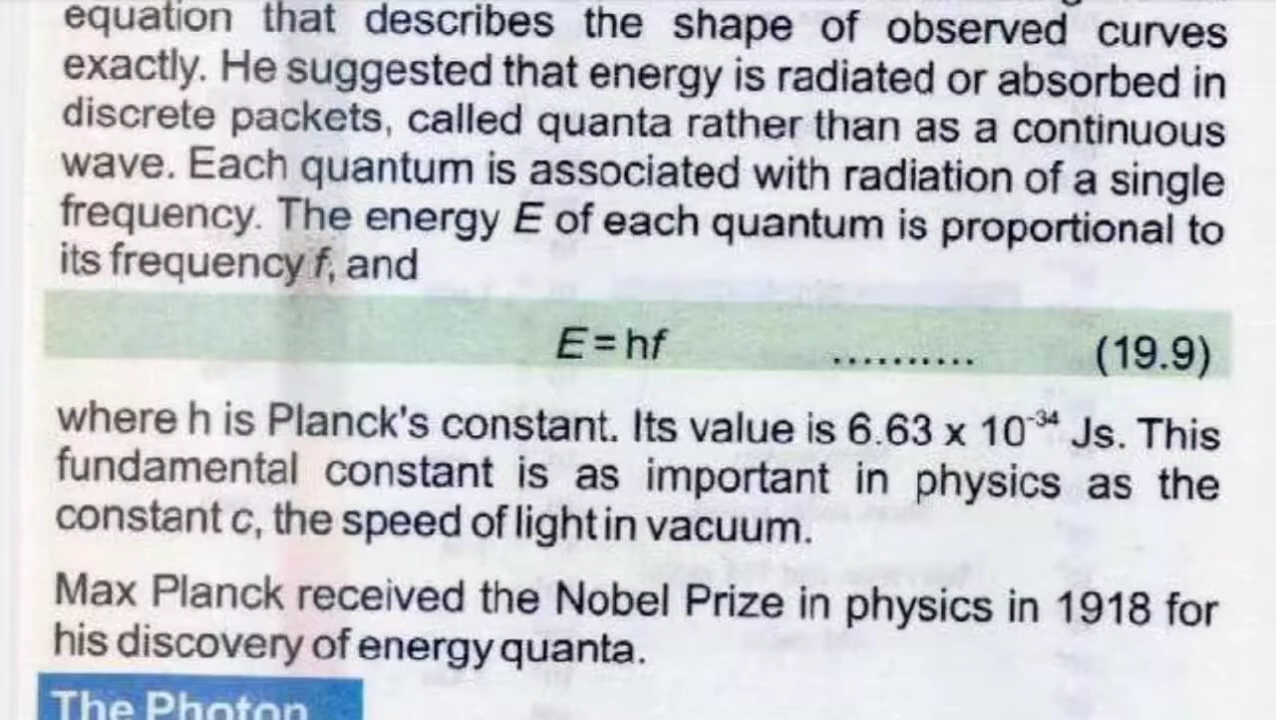 equation that describes the shape of observed curves
exactly. He suggested that energy is radiated or absorbed in
discrete packets, called quanta rather than as a continuous
wave. Each quantum is associated with radiation of a single
frequency. The energy E of each quantum is proportional to
its frequency f, and
E = hf .......... (19.9)
where h is Planck's constant. Its value is 6.63 x 10⁻³⁴ Js. This
fundamental constant is as important in physics as the
constant c, the speed of light in vacuum.
Max Planck received the Nobel Prize in physics in 1918 for
his discovery of energy quanta.
The Photon